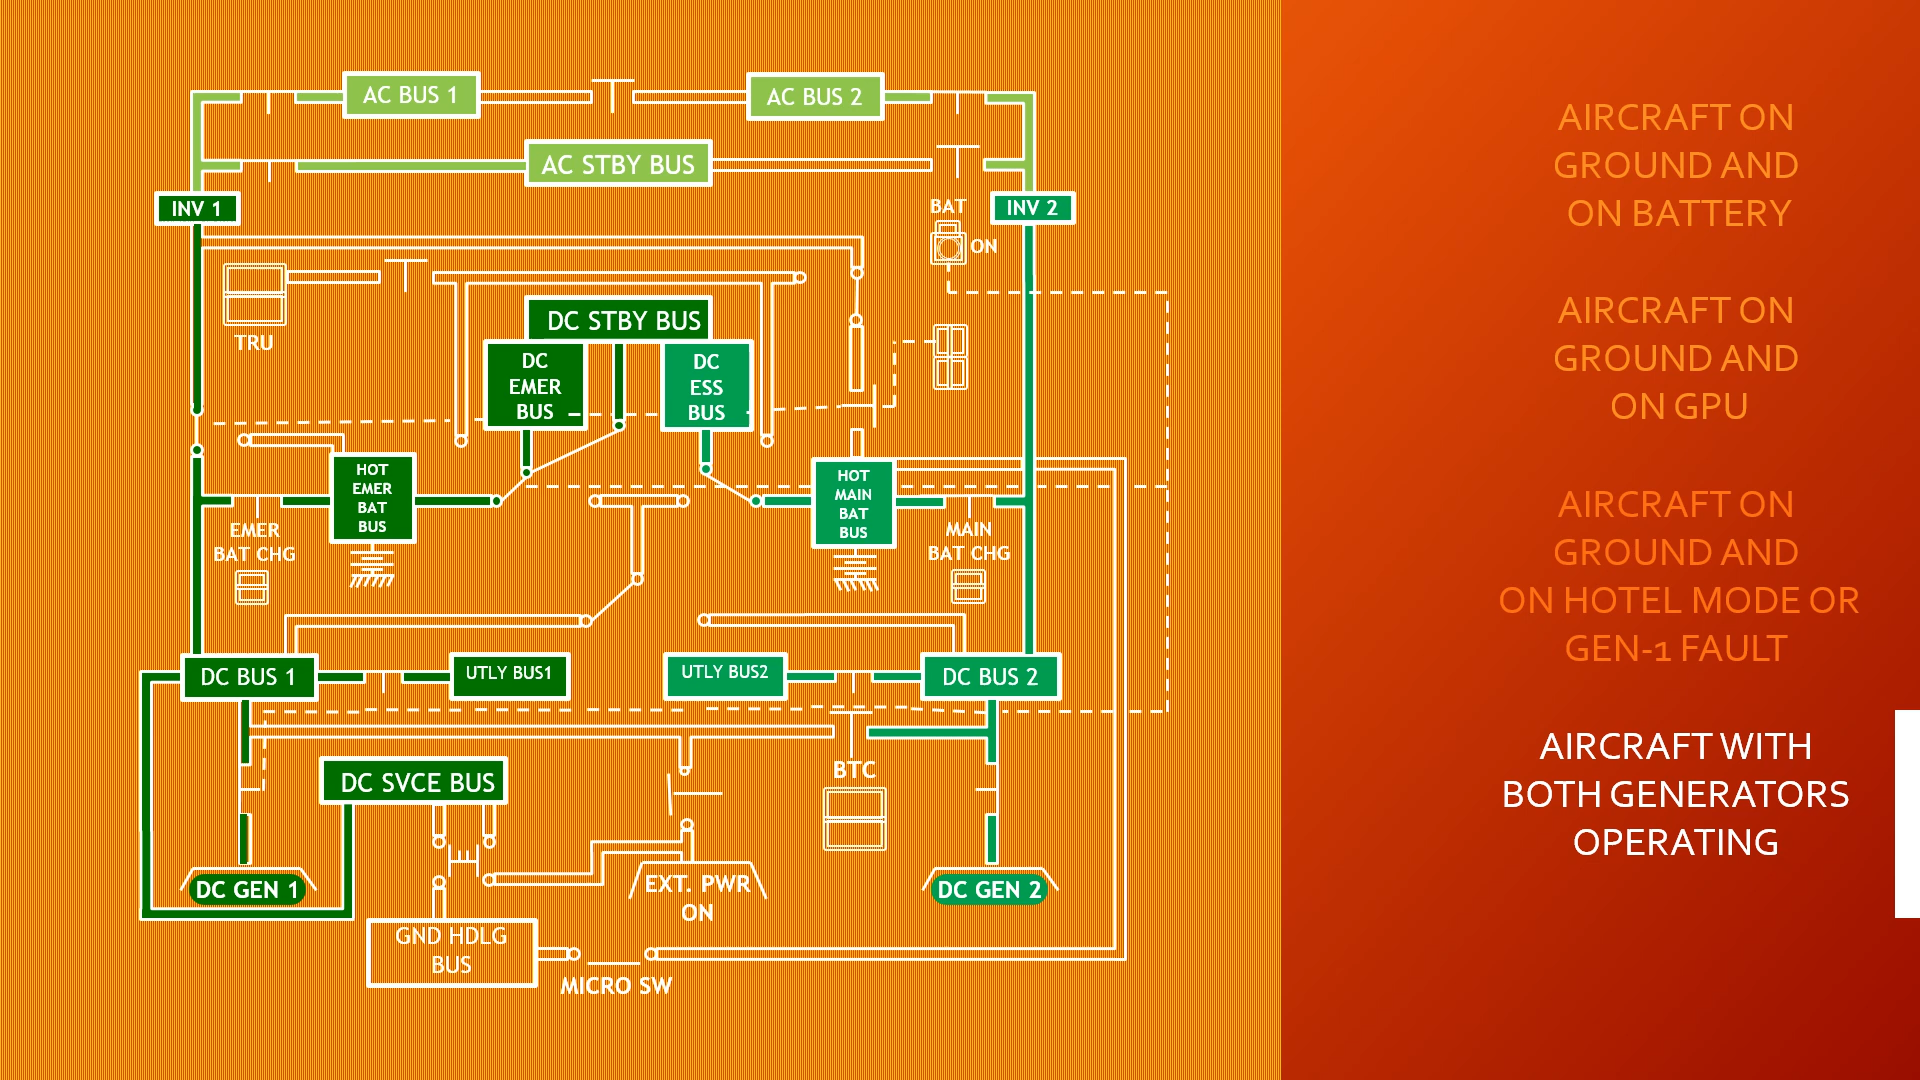 AC BUS 1
AC BUS 2
AC STBY BUS
INV 1
BAT
INV 2
ON
TRU
DC STBY BUS
DC
EMER
BUS
DC
ESS
BUS
HOT
EMER
BAT
BUS
HOT
MAIN
BAT
BUS
EMER
BAT CHG
MAIN
BAT CHG
DC BUS 1
UTLY BUS1
UTLY BUS2
DC BUS 2
DC SVCE BUS
BTC
DC GEN 1
EXT. PWR
ON
DC GEN 2
GND HDLG
BUS
MICRO SW
AIRCRAFT ON
GROUND AND
ON BATTERY
AIRCRAFT ON
GROUND AND
ON GPU
AIRCRAFT ON
GROUND AND
ON HOTEL MODE OR
GEN-1 FAULT
AIRCRAFT WITH
BOTH GENERATORS
OPERATING